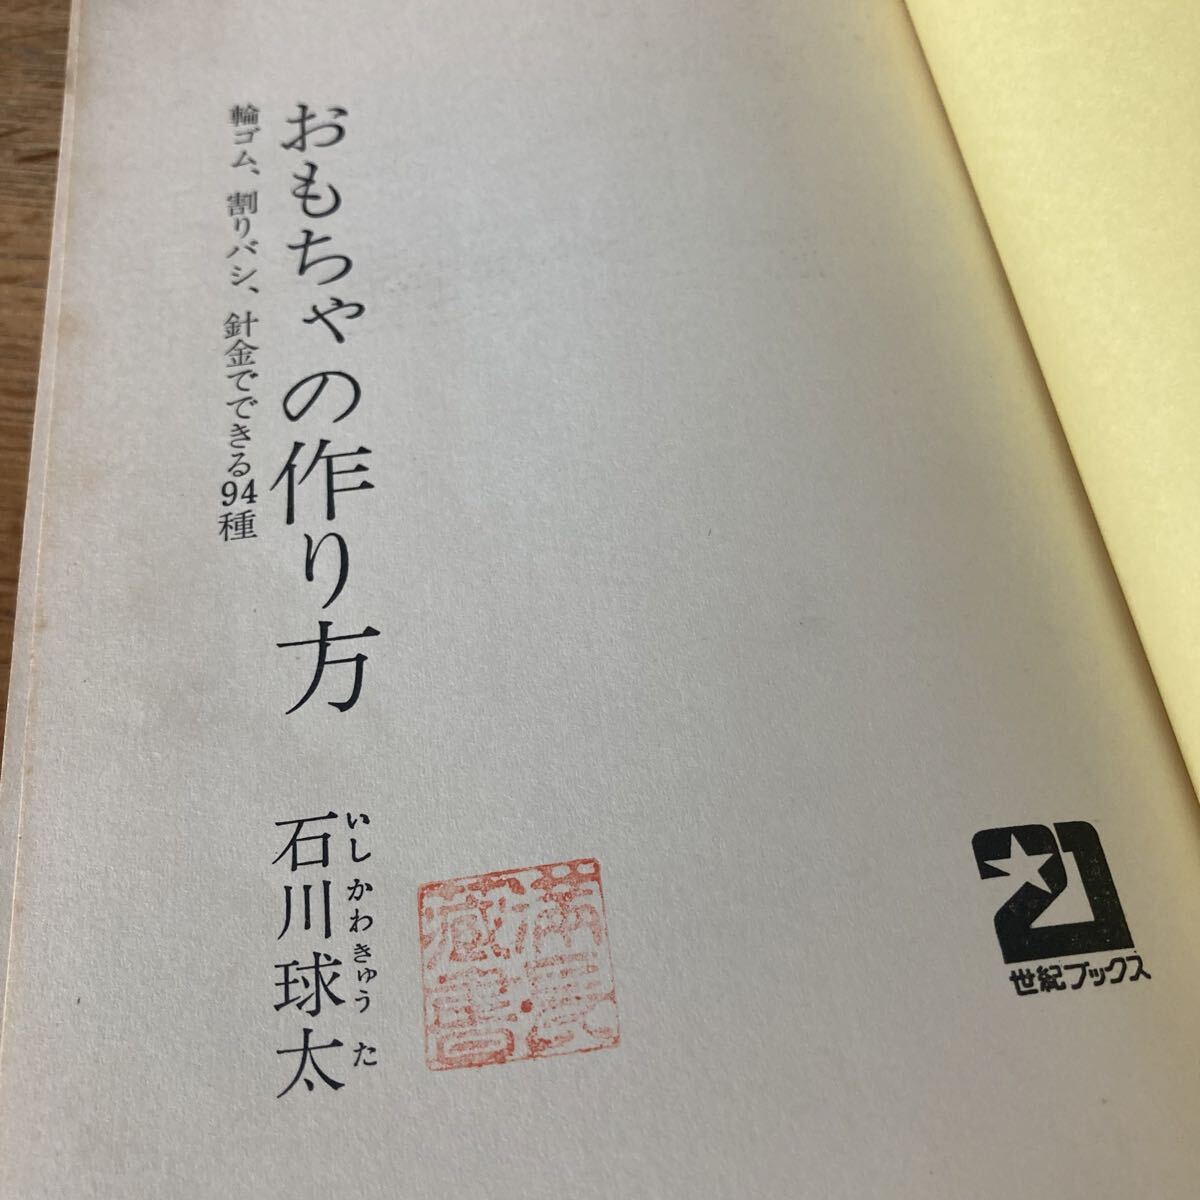 おもちゃの作り方
輪ゴム、割りバシ、針金でできる94種
石川球太
いしかわきゅうた
蔵書
21
世紀ブックス